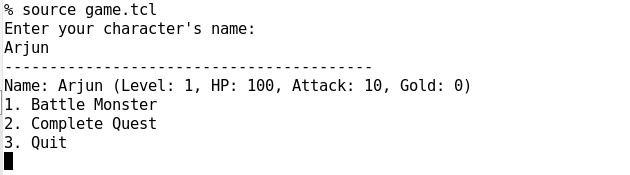 % source game.tcl
Enter your character's name:
Arjun
-----------------------------------------
Name: Arjun (Level: 1, HP: 100, Attack: 10, Gold: 0)
1. Battle Monster
2. Complete Quest
3. Quit